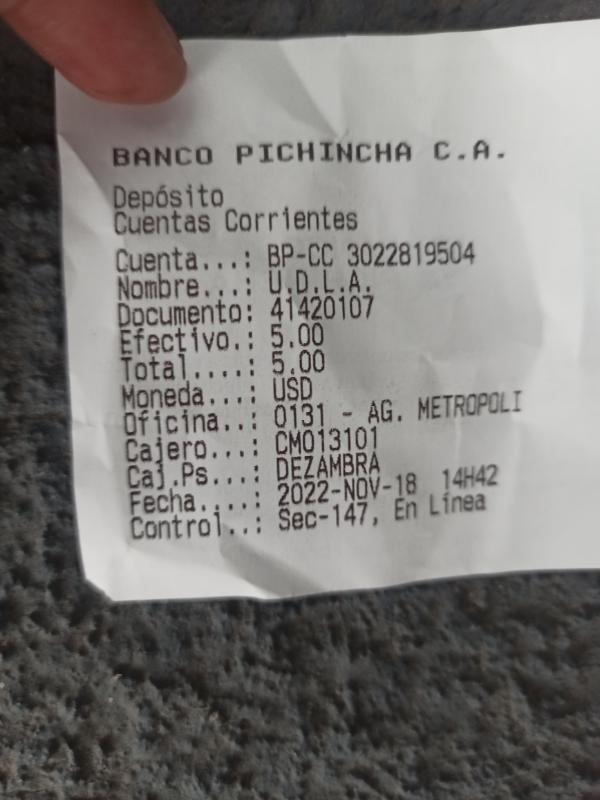 BANCO PICHINCHA C.A.
Depósito
Cuentas Corrientes
Cuenta...: BP-CC 3022819504
Nombre...: U.D.L.A.
Documento: 41420107
Efectivo.: 5.00
Total....: 5.00
Moneda...: USD
Oficina..: 0131 - AG. METROPOLI
Cajero...: CM013101
Caj.Ps...: DEZAMBRA
Fecha....: 2022-NOV-18 14H42
Control..: Sec-147, En Línea